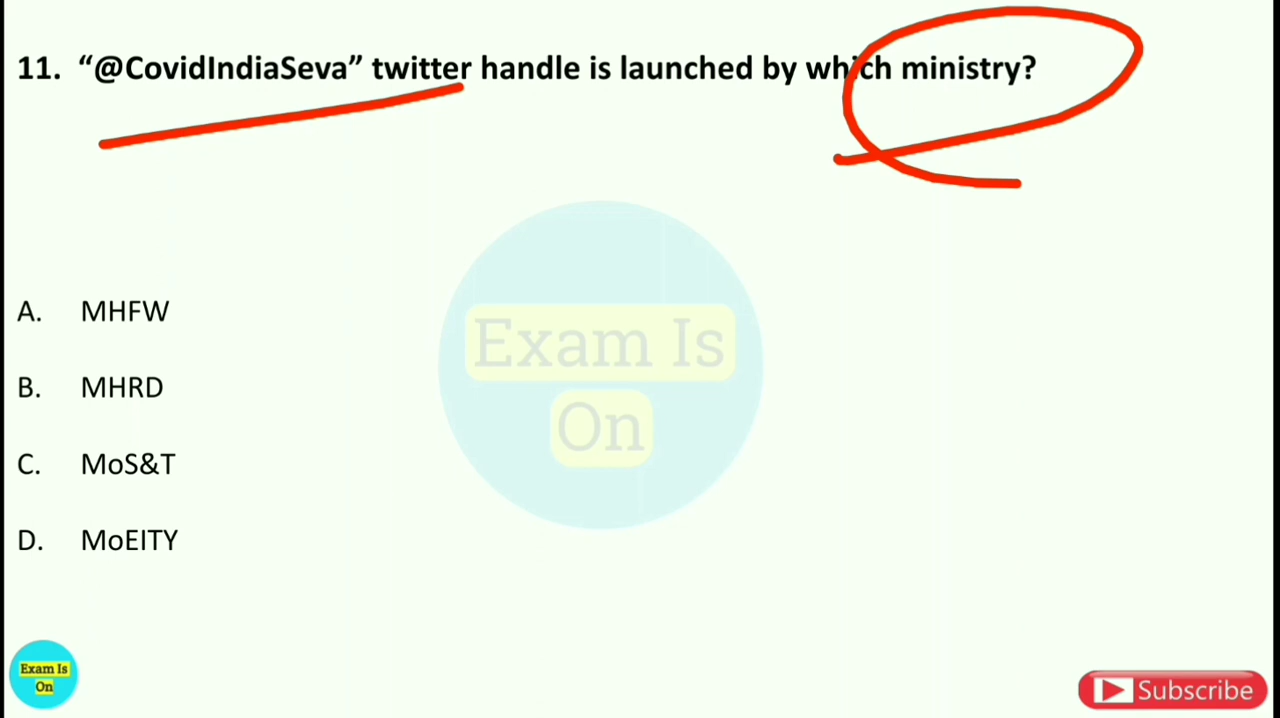 11. “@CovidIndiaSeva” twitter handle is launched by which ministry?
A. MHFW
B. MHRD
C. MoS&T
D. MoEITY
Exam Is
On
Exam Is
On
Subscribe